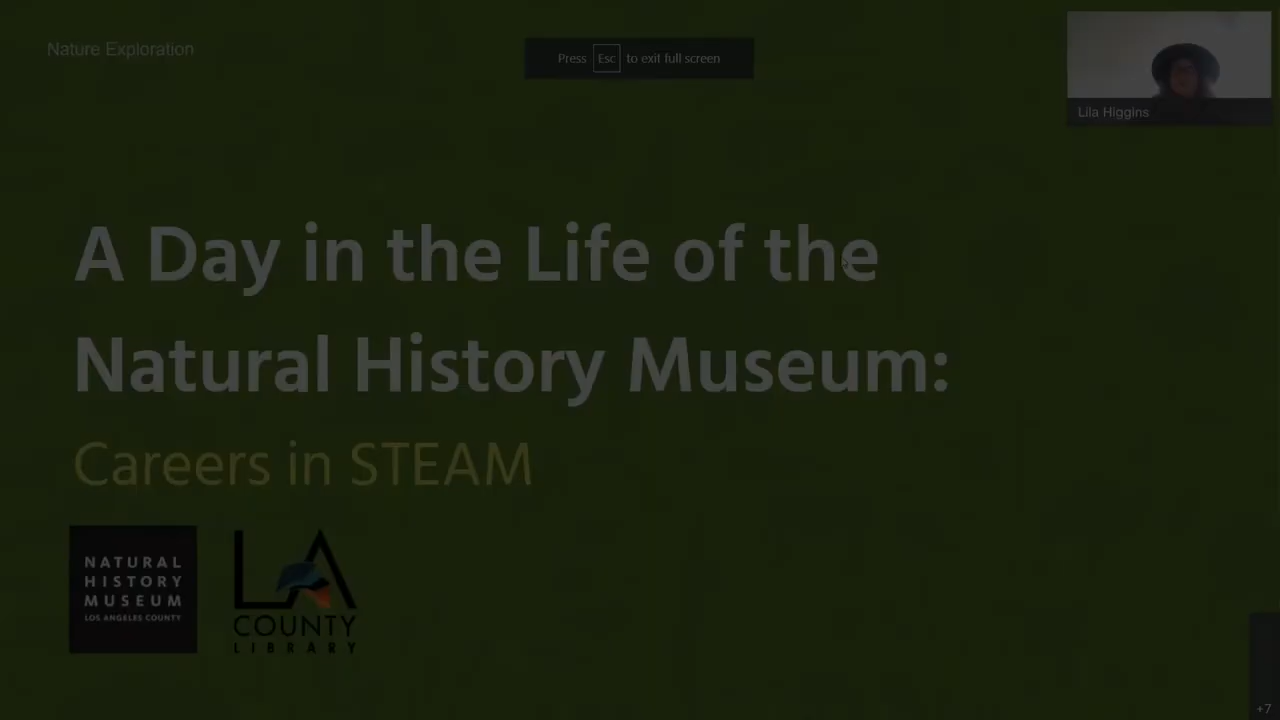 Nature Exploration
Press Esc to exit full screen
Lila Higgins
A Day in the Life of the
Natural History Museum:
Careers in STEAM
NATURAL
HISTORY
MUSEUM
LOS ANGELES COUNTY
LA
COUNTY
LIBRARY
+7